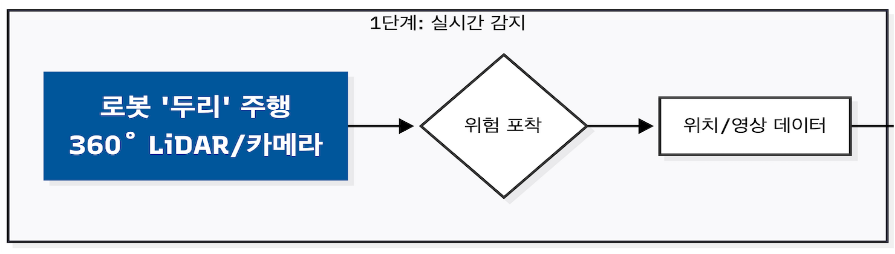 1단계: 실시간 감지
로봇 '두리' 주행
360° LiDAR/카메라
위험 포착
위치/영상 데이터